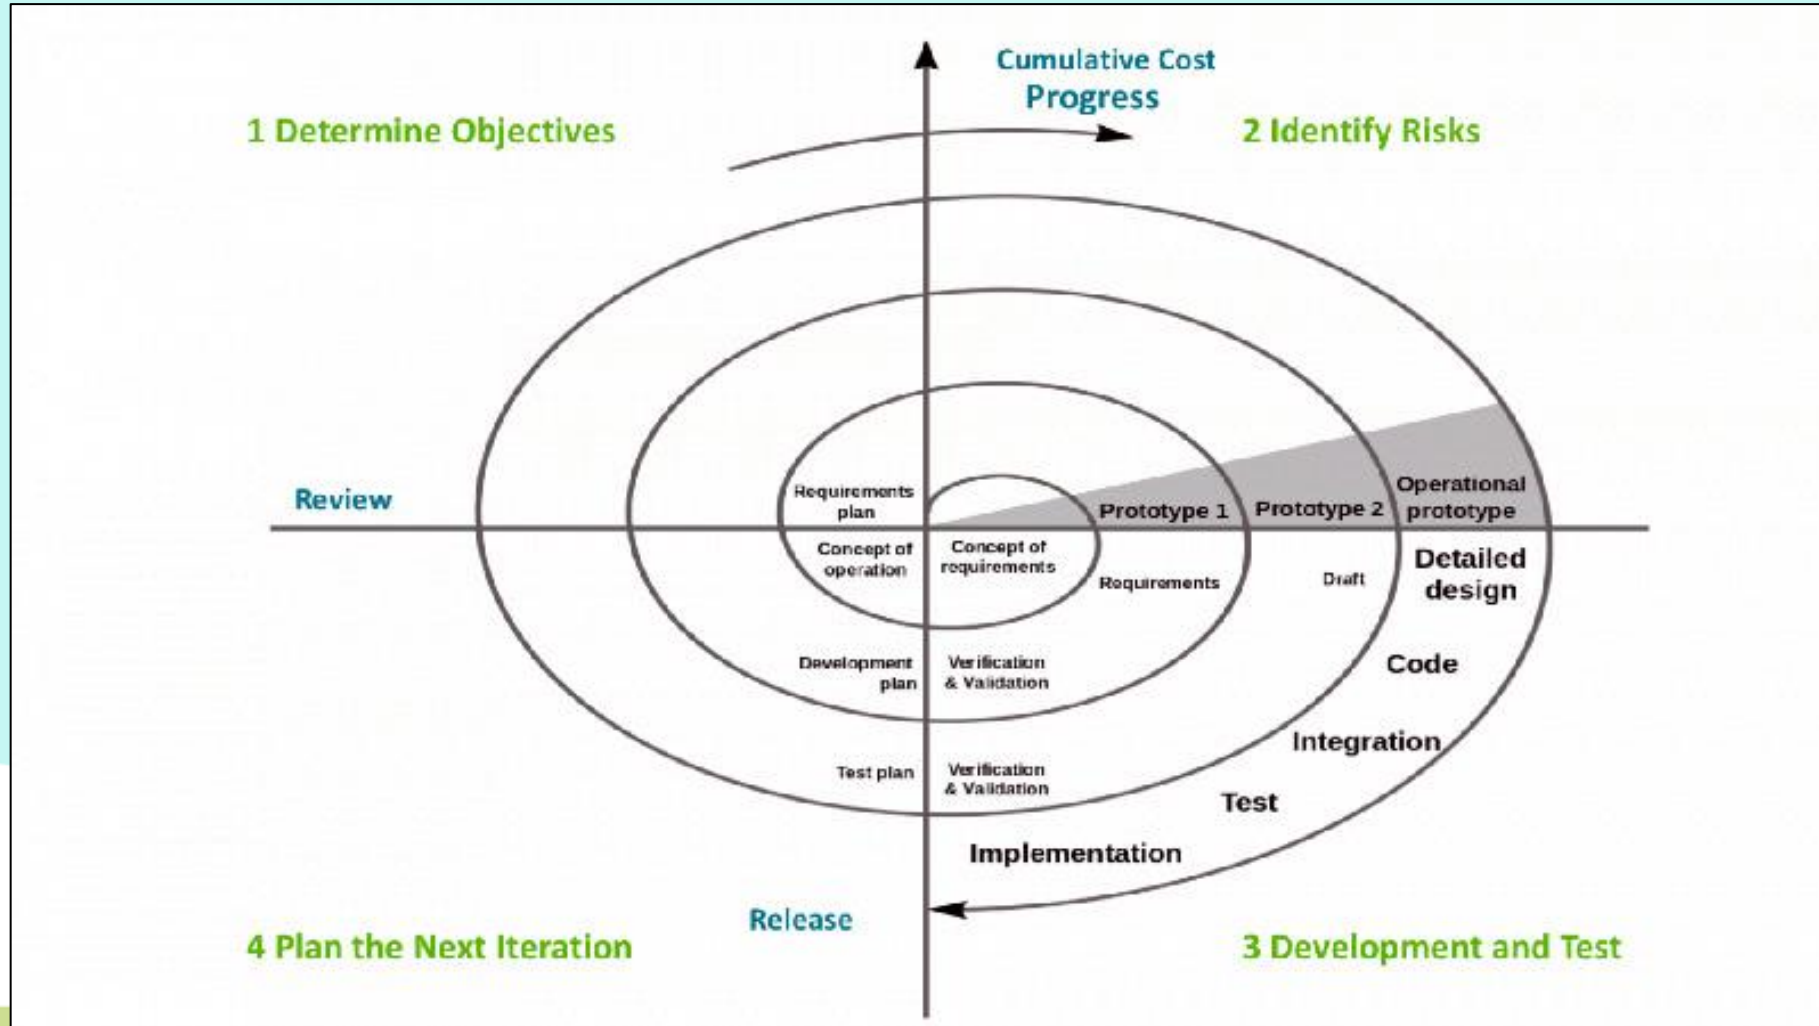 Cumulative Cost
Progress
1 Determine Objectives
2 Identify Risks
Review
Requirements
plan
Prototype 1
Prototype 2
Operational
prototype
Concept of
operation
Concept of
requirements
Requirements
Draft
Detailed
design
Development
plan
Verification
& Validation
Code
Integration
Test plan
Verification
& Validation
Test
Implementation
Release
4 Plan the Next Iteration
3 Development and Test